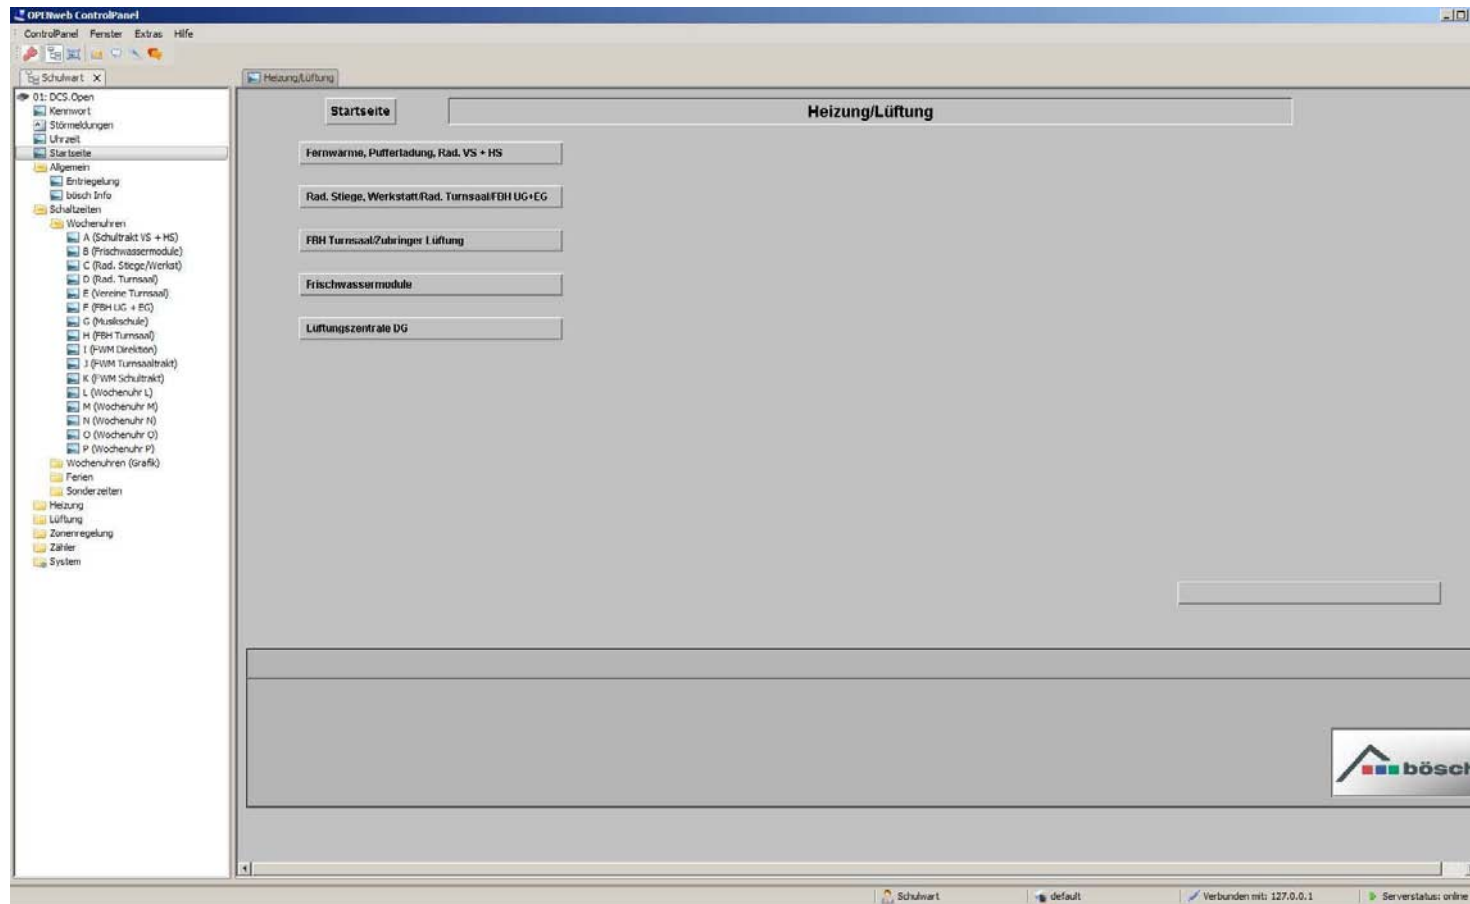 OPENweb ControlPanel
ControlPanel Fenster Extras Hilfe
Schulwart X
Heizung/Lüftung
01: DCS.Open
Kennwort
Störmeldungen
Uhrzeit
Startseite
Allgemein
Entriegelung
bösch Info
Schaltzeiten
Wochenuhren
A (Schultrakt VS + HS)
B (Frischwassermodule)
C (Rad. Stiege/Werkst)
D (Rad. Turnsaal)
E (Vereine Turnsaal)
F (FBH UG + EG)
G (Musikschule)
H (FBH Turnsaal)
I (FWM Direktion)
J (FWM Turnsaaltrakt)
K (FWM Schultrakt)
L (Wochenuhr L)
M (Wochenuhr M)
N (Wochenuhr N)
O (Wochenuhr O)
P (Wochenuhr P)
Wochenuhren (Grafik)
Ferien
Sonderzeiten
Heizung
Lüftung
Zonenregelung
Zähler
System
Startseite
Heizung/Lüftung
Fernwärme, Pufferladung, Rad. VS + HS
Rad. Stiege, Werkstatt/Rad. Turnsaal/FBH UG+EG
FBH Turnsaal/Zubringer Lüftung
Frischwassermodule
Lüftungszentrale DG
bösch
Schulwart default Verbunden mit: 127.0.0.1 Serverstatus: online